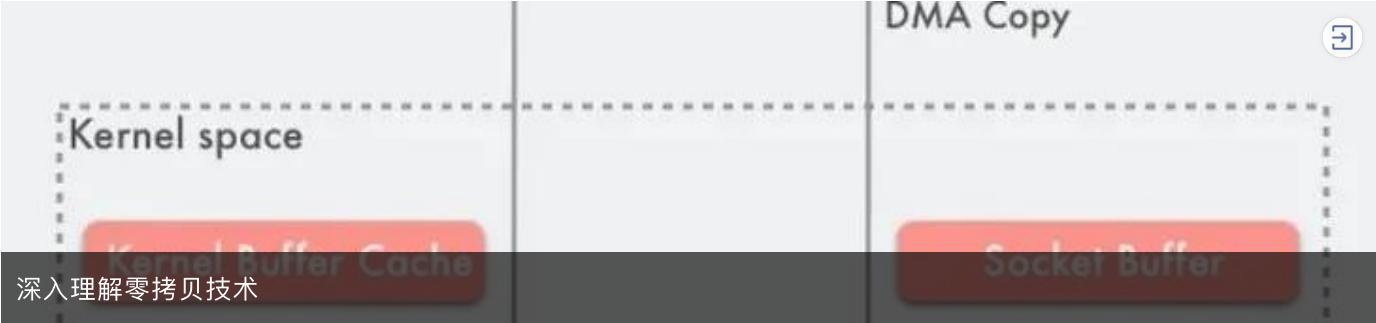 DMA Copy
Kernel space
Kernel Buffer Cache
Socket Buffer
深入理解零拷贝技术